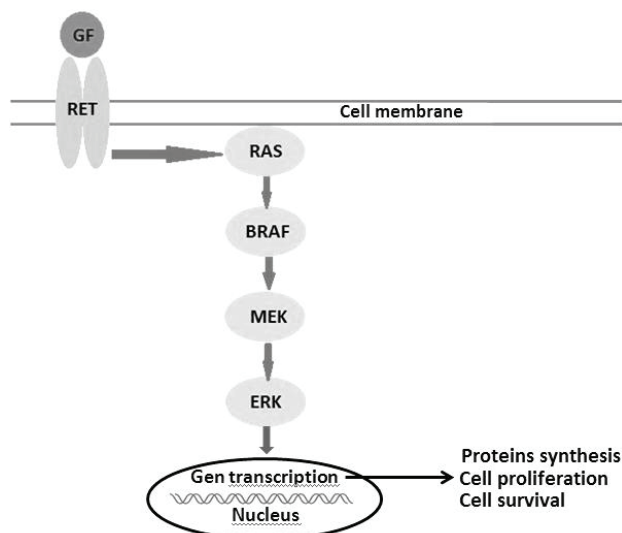 GF
RET
Cell membrane
RAS
BRAF
MEK
ERK
Gen transcription
Nucleus
Proteins synthesis
Cell proliferation
Cell survival